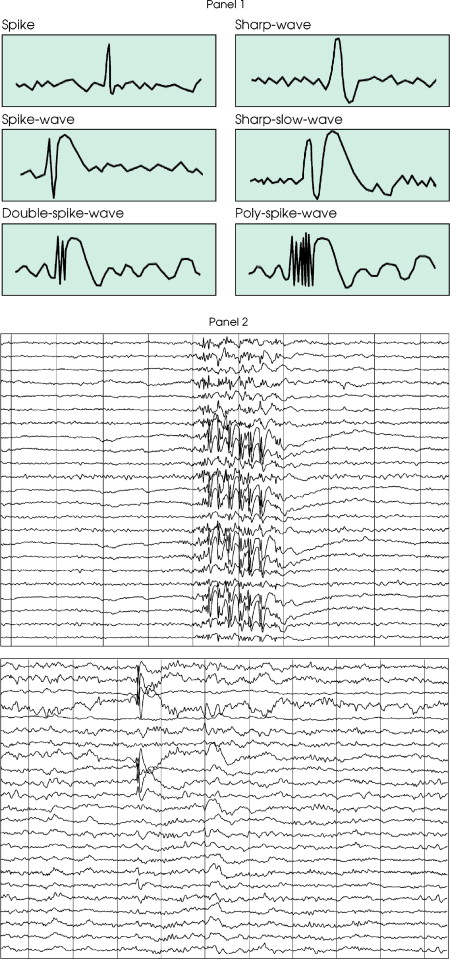 Panel 1
Spike
Sharp-wave
Spike-wave
Sharp-slow-wave
Double-spike-wave
Poly-spike-wave
Panel 2